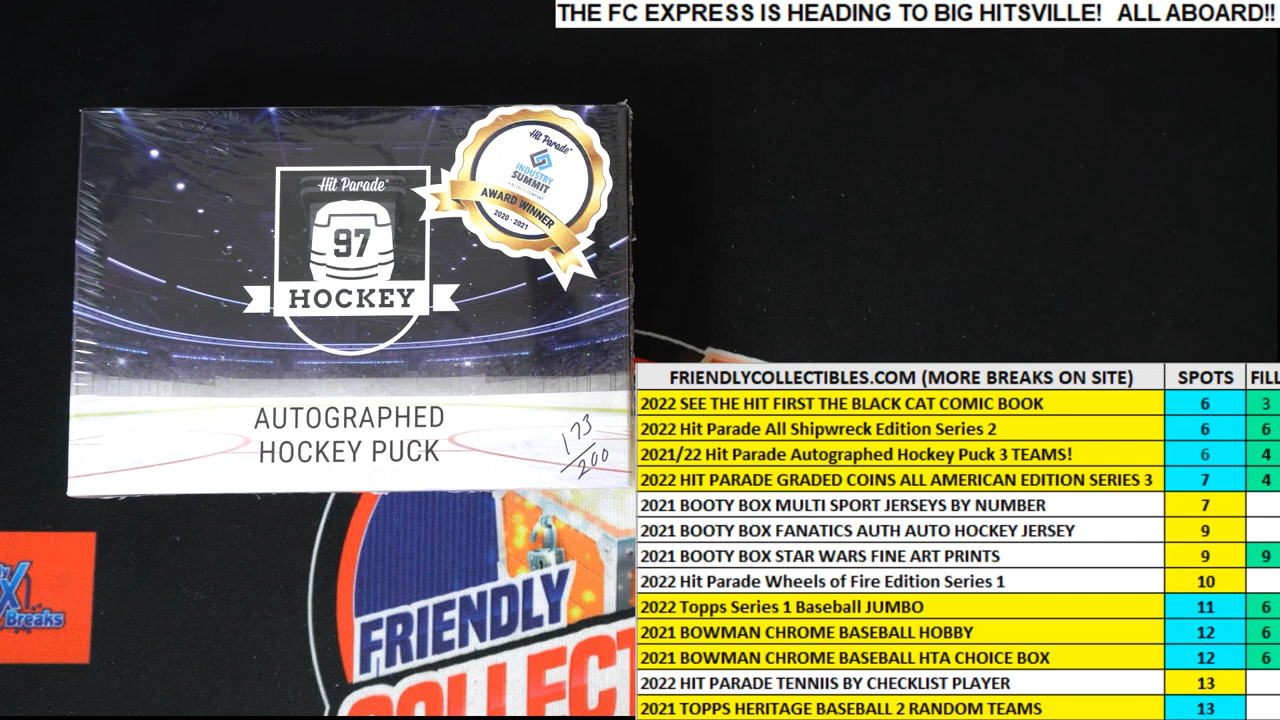 THE FC EXPRESS IS HEADING TO BIG HITSVILLE! ALL ABOARD!!
Hit Parade
97
HOCKEY
Hit Parade
INDUSTRY
SUMMIT
AWARD WINNER
2020 - 2021
AUTOGRAPHED
HOCKEY PUCK
173
200
FRIENDLY
COLLECT
Breaks
FRIENDLYCOLLECTIBLES.COM (MORE BREAKS ON SITE) SPOTS FILL
2022 SEE THE HIT FIRST THE BLACK CAT COMIC BOOK 6 3
2022 Hit Parade All Shipwreck Edition Series 2 6 6
2021/22 Hit Parade Autographed Hockey Puck 3 TEAMS! 6 4
2022 HIT PARADE GRADED COINS ALL AMERICAN EDITION SERIES 3 7 4
2021 BOOTY BOX MULTI SPORT JERSEYS BY NUMBER 7
2021 BOOTY BOX FANATICS AUTH AUTO HOCKEY JERSEY 9
2021 BOOTY BOX STAR WARS FINE ART PRINTS 9 9
2022 Hit Parade Wheels of Fire Edition Series 1 10
2022 Topps Series 1 Baseball JUMBO 11 6
2021 BOWMAN CHROME BASEBALL HOBBY 12 6
2021 BOWMAN CHROME BASEBALL HTA CHOICE BOX 12 6
2022 HIT PARADE TENNIIS BY CHECKLIST PLAYER 13
2021 TOPPS HERITAGE BASEBALL 2 RANDOM TEAMS 13